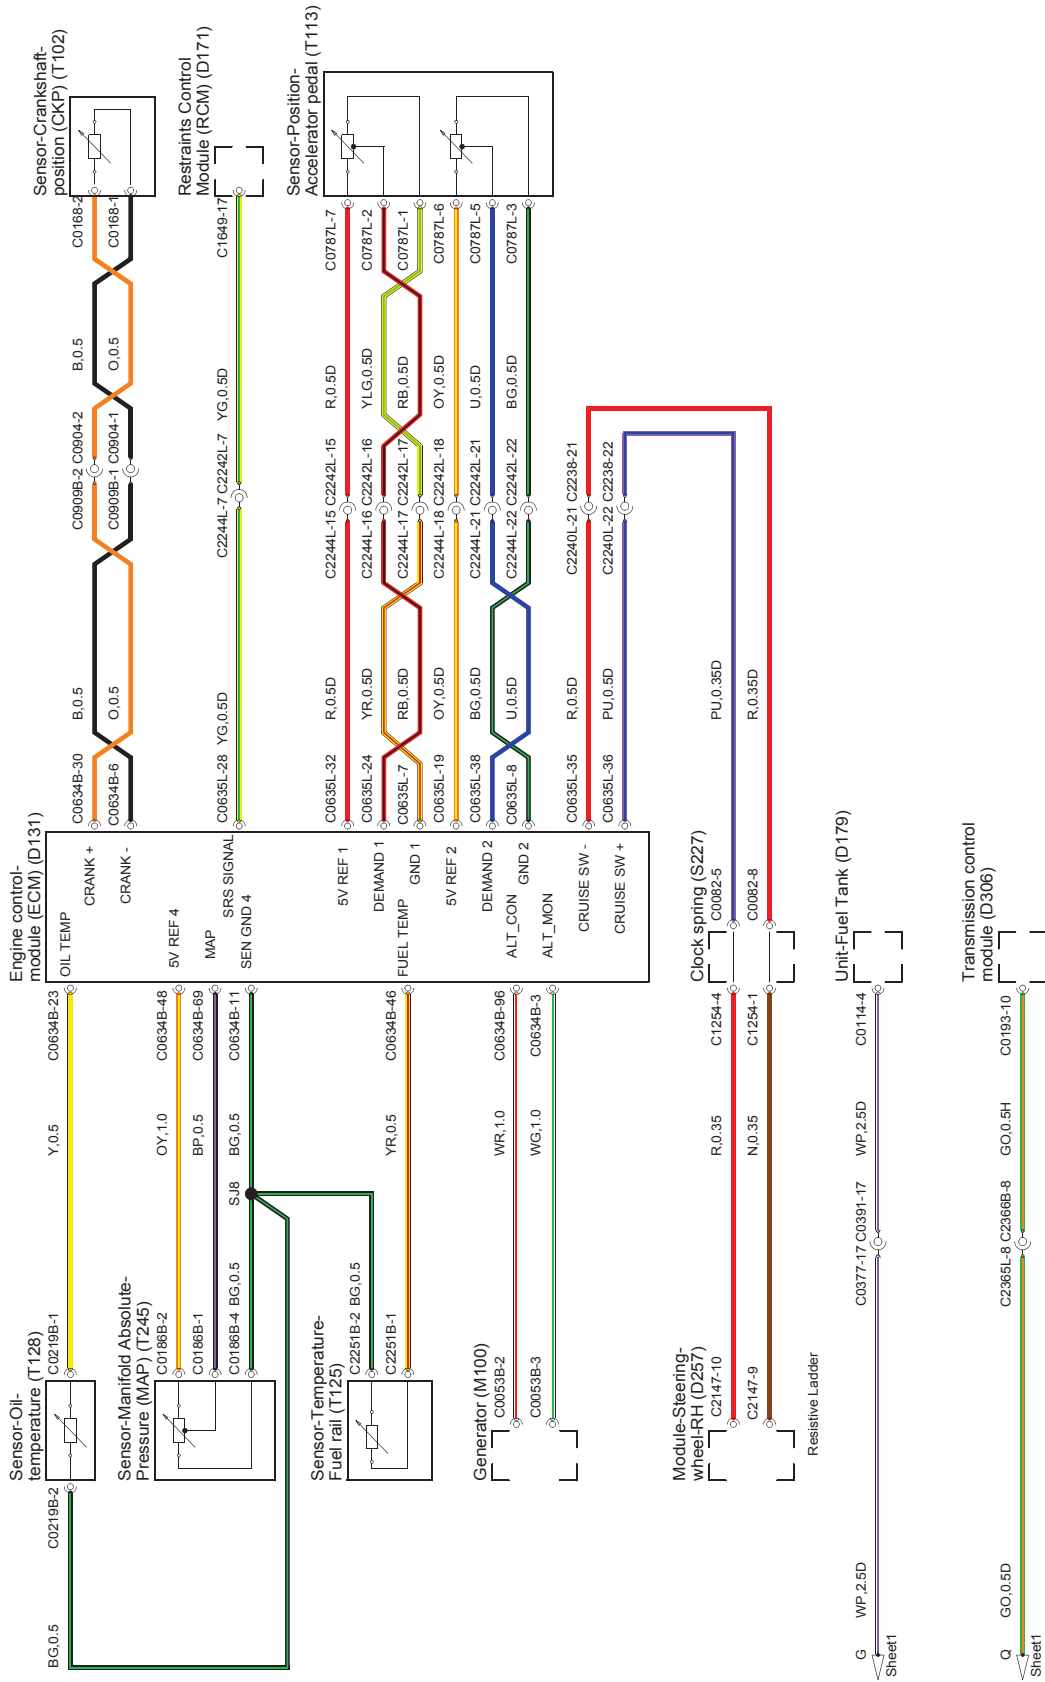 Sensor-Crankshaft-
position (CKP) (T102)
C0168-2
C0168-1
B,0.5
O,0.5
C0909B-2 C0904-2
C0909B-1 C0904-1
B,0.5
O,0.5
C0634B-30
C0634B-6
Restraints Control
Module (RCM) (D171)
C1649-17
YG,0.5D
C2244L-7 C2242L-7
YG,0.5D
C0635L-28
Sensor-Position-
Accelerator pedal (T113)
C0787L-7
C0787L-2
C0787L-1
C0787L-6
C0787L-5
C0787L-3
R,0.5D
YLG,0.5D
RB,0.5D
OY,0.5D
U,0.5D
BG,0.5D
C2244L-15 C2242L-15
C2244L-16 C2242L-16
C2244L-17 C2242L-17
C2244L-18 C2242L-18
C2244L-21 C2242L-21
C2244L-22 C2242L-22
R,0.5D
YR,0.5D
RB,0.5D
OY,0.5D
BG,0.5D
U,0.5D
C0635L-32
C0635L-24
C0635L-7
C0635L-19
C0635L-38
C0635L-8
C2240L-21 C2238-21
C2240L-22 C2238-22
R,0.5D
PU,0.5D
C0635L-35
C0635L-36
PU,0.35D
R,0.35D
Engine control-
module (ECM) (D131)
OIL TEMP
CRANK +
CRANK -
5V REF 4
MAP
SRS SIGNAL
SEN GND 4
5V REF 1
DEMAND 1
FUEL TEMP
GND 1
5V REF 2
DEMAND 2
ALT_CON
GND 2
ALT_MON
CRUISE SW -
CRUISE SW +
C0634B-23
C0634B-48
C0634B-69
C0634B-11
C0634B-46
C0634B-96
C0634B-3
Y,0.5
OY,1.0
BP,0.5
BG,0.5
YR,0.5
WR,1.0
WG,1.0
SJ8
BG,0.5
BG,0.5
Sensor-Oil-
temperature (T128)
C0219B-1
C0219B-2
BG,0.5
Sensor-Manifold Absolute-
Pressure (MAP) (T245)
C0186B-2
C0186B-1
C0186B-4
Sensor-Temperature-
Fuel rail (T125)
C2251B-2
C2251B-1
Generator (M100)
C0053B-2
C0053B-3
Clock spring (S227)
C0082-5
C0082-8
C1254-4
C1254-1
R,0.35
N,0.35
Module-Steering-
wheel-RH (D257)
C2147-10
C2147-9
Resistive Ladder
Unit-Fuel Tank (D179)
C0114-4
WP,2.5D
C0377-17 C0391-17
WP,2.5D
G
Sheet1
Transmission control
module (D306)
C0193-10
GO,0.5H
C2365L-8 C2366B-8
GO,0.5D
Q
Sheet1